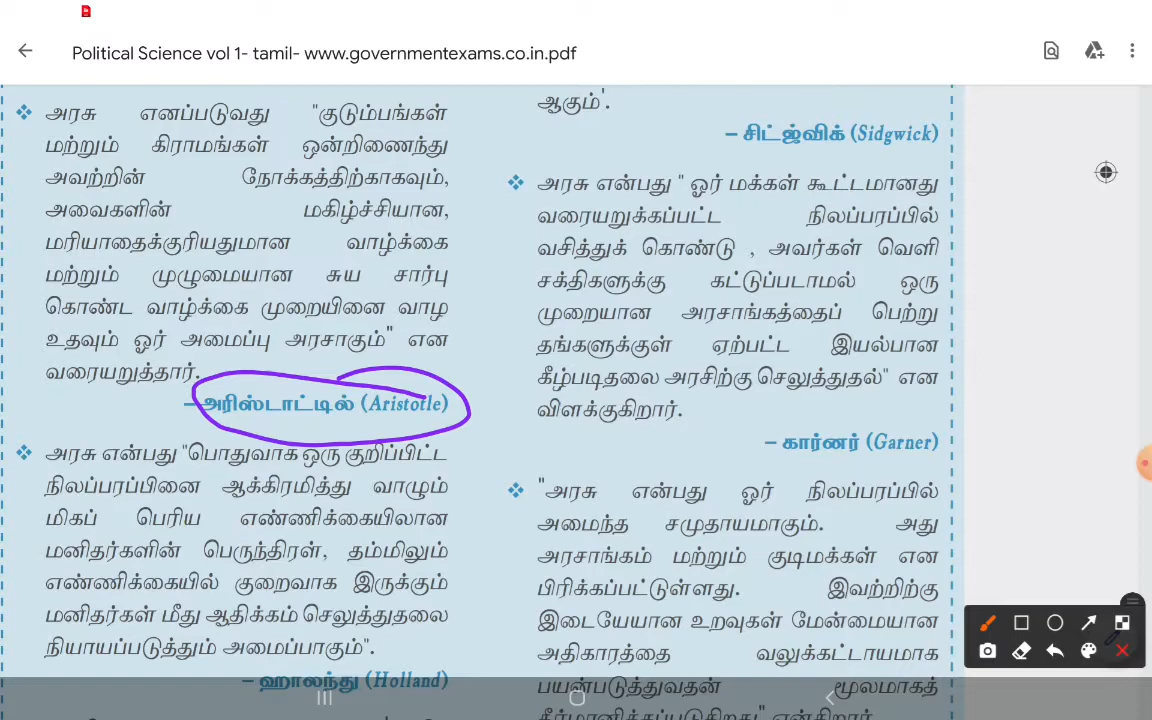 Political Science vol 1- tamil- www.governmentexams.co.in.pdf
அரசு எனப்படுவது "குடும்பங்கள்
மற்றும் கிராமங்கள் ஒன்றிணைந்து
அவற்றின் நோக்கத்திற்காகவும்,
அவைகளின் மகிழ்ச்சியான,
மரியாதைக்குரியதுமான வாழ்க்கை
மற்றும் முழுமையான சுய சார்பு
கொண்ட வாழ்க்கை முறையினை வாழ
உதவும் ஓர் அமைப்பு அரசாகும்" என
வரையறுத்தார்.
–அரிஸ்டாட்டில் (Aristotle)
அரசு என்பது "பொதுவாக ஒரு குறிப்பிட்ட
நிலப்பரப்பினை ஆக்கிரமித்து வாழும்
மிகப் பெரிய எண்ணிக்கையிலான
மனிதர்களின் பெருந்திரள், தம்மிலும்
எண்ணிக்கையில் குறைவாக இருக்கும்
மனிதர்கள் மீது ஆதிக்கம் செலுத்துதலை
நியாயப்படுத்தும் அமைப்பாகும்".
– ஹாலந்து (Holland)
ஆகும்'.
– சிட்ஜ்விக் (Sidgwick)
அரசு என்பது " ஓர் மக்கள் கூட்டமானது
வரையறுக்கப்பட்ட நிலப்பரப்பில்
வசித்துக் கொண்டு , அவர்கள் வெளி
சக்திகளுக்கு கட்டுப்படாமல் ஒரு
முறையான அரசாங்கத்தைப் பெற்று
தங்களுக்குள் ஏற்பட்ட இயல்பான
கீழ்படிதலை அரசிற்கு செலுத்துதல்" என
விளக்குகிறார்.
– கார்னர் (Garner)
"அரசு என்பது ஓர் நிலப்பரப்பில்
அமைந்த சமுதாயமாகும். அது
அரசாங்கம் மற்றும் குடிமக்கள் என
பிரிக்கப்பட்டுள்ளது. இவற்றிற்கு
இடையேயான உறவுகள் மேன்மையான
அதிகாரத்தை வலுக்கட்டாயமாக
பயன்படுத்துவதன் மூலமாகத்
தீர்மானிக்கப்படுகிறது" என்கிறார்